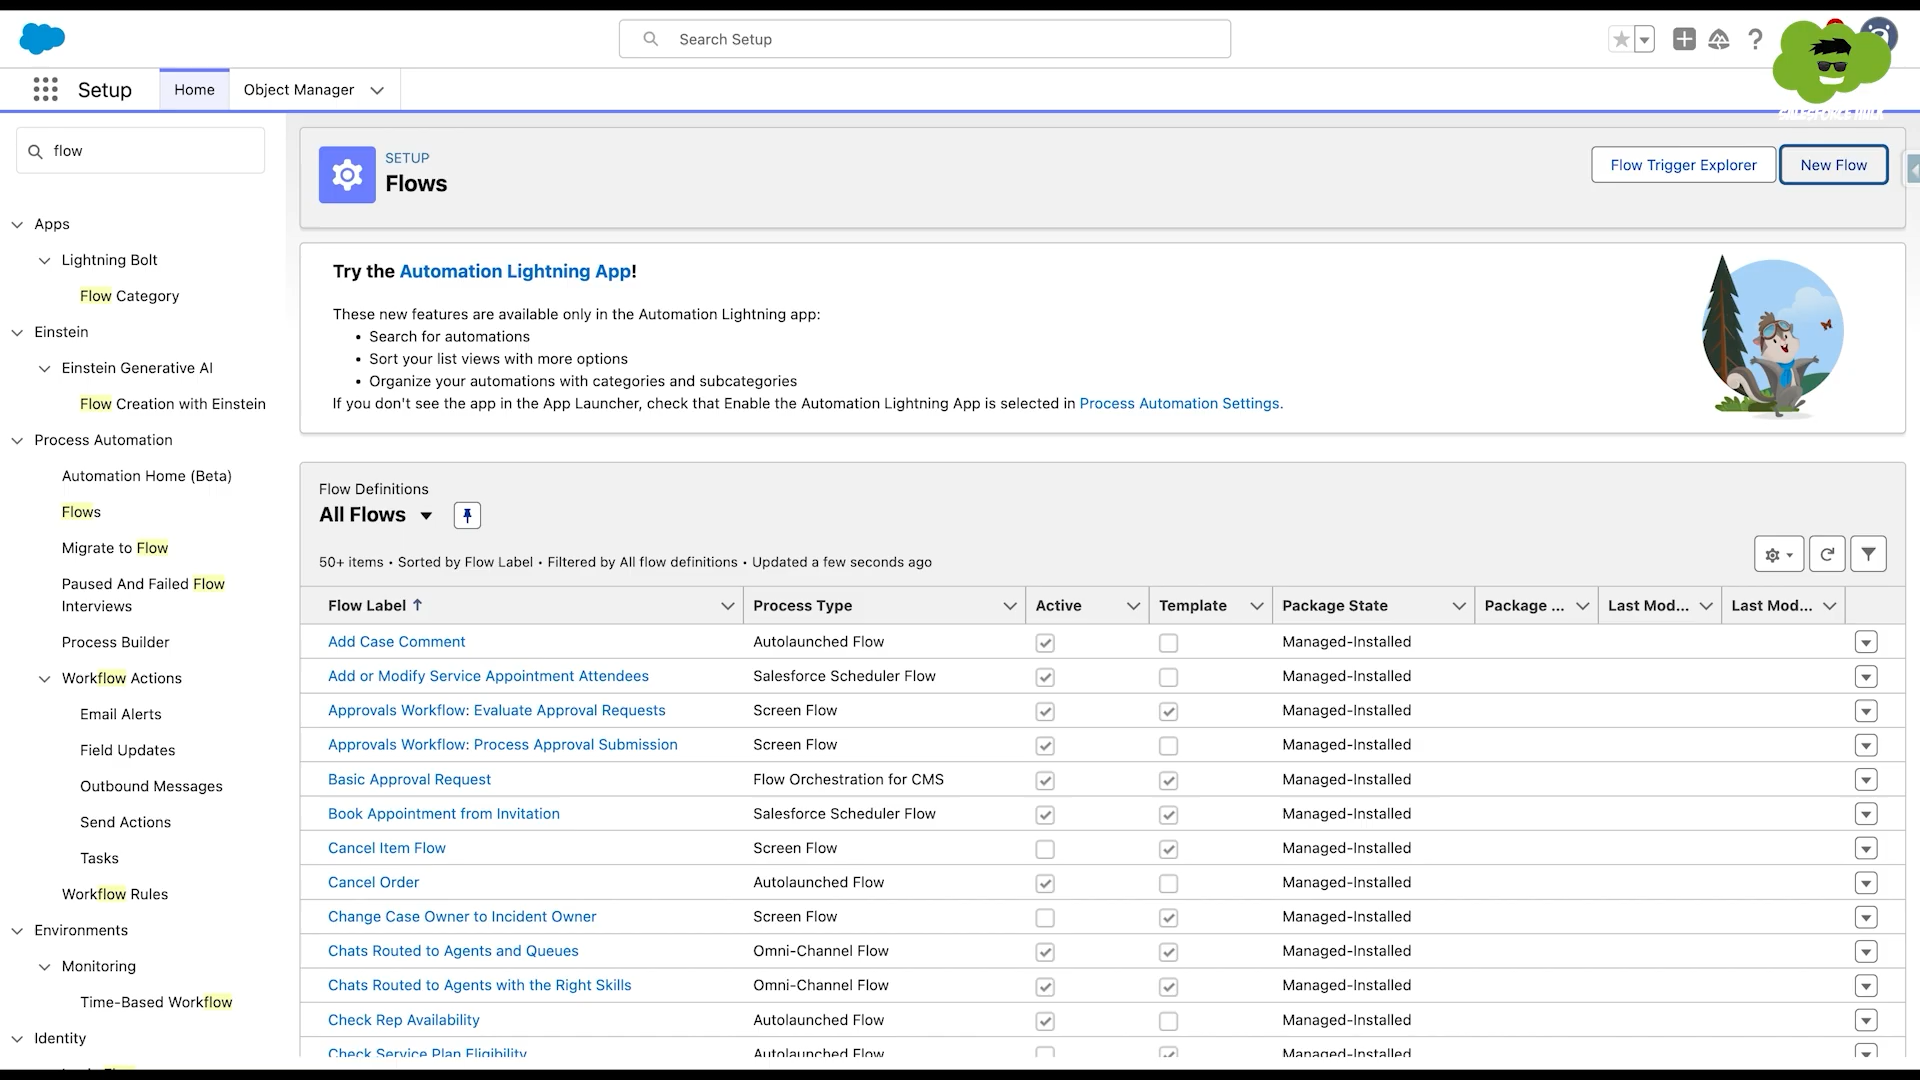 Search Setup
SALESFORCE HULK
Setup
Home
Object Manager
flow
Apps
Lightning Bolt
Flow Category
Einstein
Einstein Generative AI
Flow Creation with Einstein
Process Automation
Automation Home (Beta)
Flows
Migrate to Flow
Paused And Failed Flow
Interviews
Process Builder
Workflow Actions
Email Alerts
Field Updates
Outbound Messages
Send Actions
Tasks
Workflow Rules
Environments
Monitoring
Time-Based Workflow
Identity
SETUP
Flows
Flow Trigger Explorer
New Flow
Try the Automation Lightning App!
These new features are available only in the Automation Lightning app:
• Search for automations
• Sort your list views with more options
• Organize your automations with categories and subcategories
If you don't see the app in the App Launcher, check that Enable the Automation Lightning App is selected in Process Automation Settings.
Flow Definitions
All Flows
50+ items • Sorted by Flow Label • Filtered by All flow definitions • Updated a few seconds ago
Flow Label ↑ Process Type Active Template Package State Package ... Last Mod... Last Mod...
Add Case Comment Autolaunched Flow Managed-Installed
Add or Modify Service Appointment Attendees Salesforce Scheduler Flow Managed-Installed
Approvals Workflow: Evaluate Approval Requests Screen Flow Managed-Installed
Approvals Workflow: Process Approval Submission Screen Flow Managed-Installed
Basic Approval Request Flow Orchestration for CMS Managed-Installed
Book Appointment from Invitation Salesforce Scheduler Flow Managed-Installed
Cancel Item Flow Screen Flow Managed-Installed
Cancel Order Autolaunched Flow Managed-Installed
Change Case Owner to Incident Owner Screen Flow Managed-Installed
Chats Routed to Agents and Queues Omni-Channel Flow Managed-Installed
Chats Routed to Agents with the Right Skills Omni-Channel Flow Managed-Installed
Check Rep Availability Autolaunched Flow Managed-Installed
Check Service Plan Eligibility Autolaunched Flow Managed-Installed